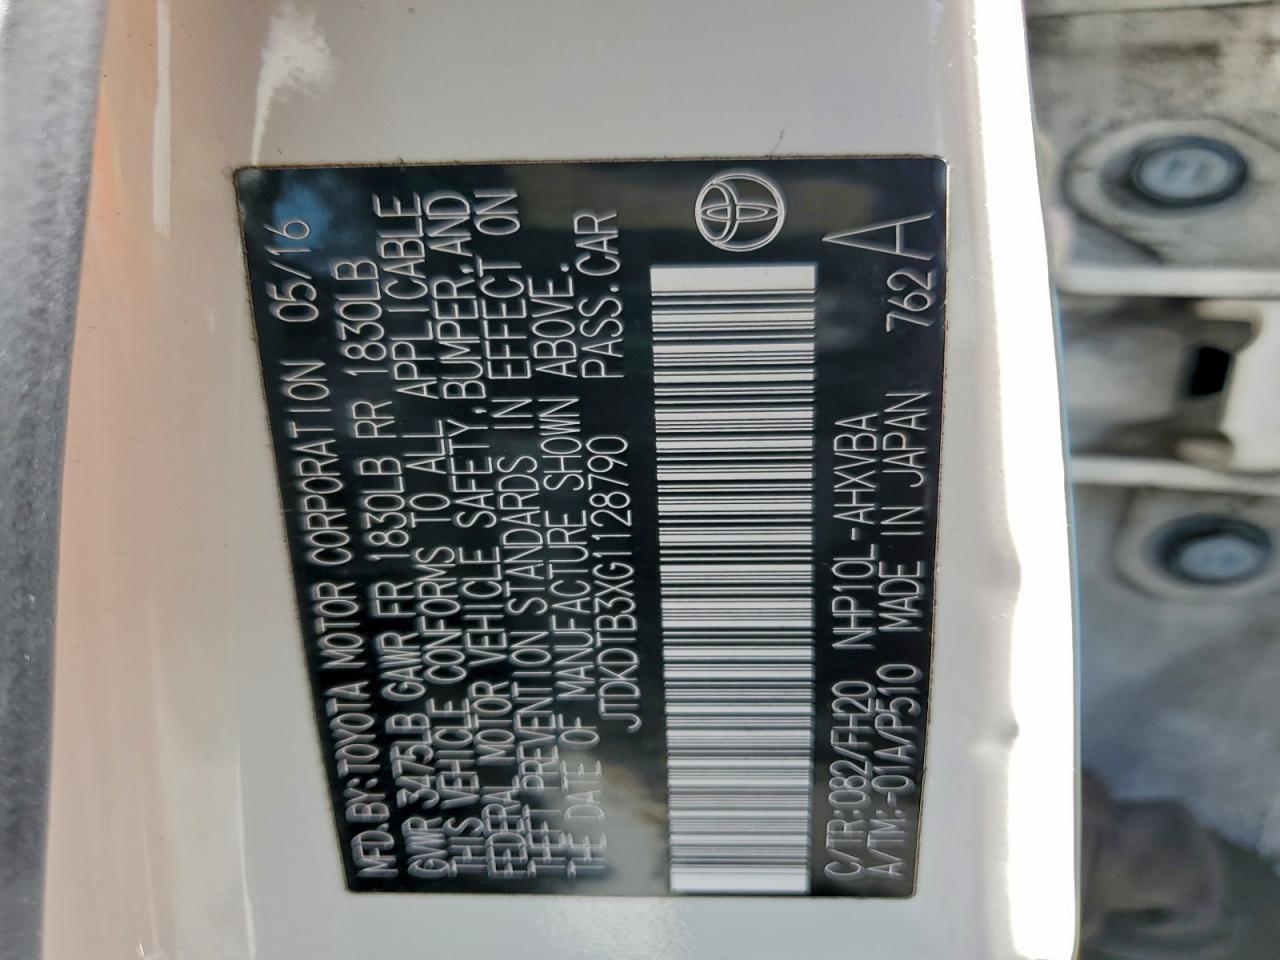 MFD.BY:TOYOTA MOTOR CORPORATION 05/16
GVWR 3475LB GAWR FR 1830LB RR 1830LB
THIS VEHICLE CONFORMS TO ALL APPLICABLE
FEDERAL MOTOR VEHICLE SAFETY,BUMPER,AND
THEFT PREVENTION STANDARDS IN EFFECT ON
THE DATE OF MANUFACTURE SHOWN ABOVE.
JTDKDTB3XG1128790 PASS.CAR
C/TR:082/FH20 NHP10L-AHXVBA
A/TM:-01A/P510 MADE IN JAPAN 762 A